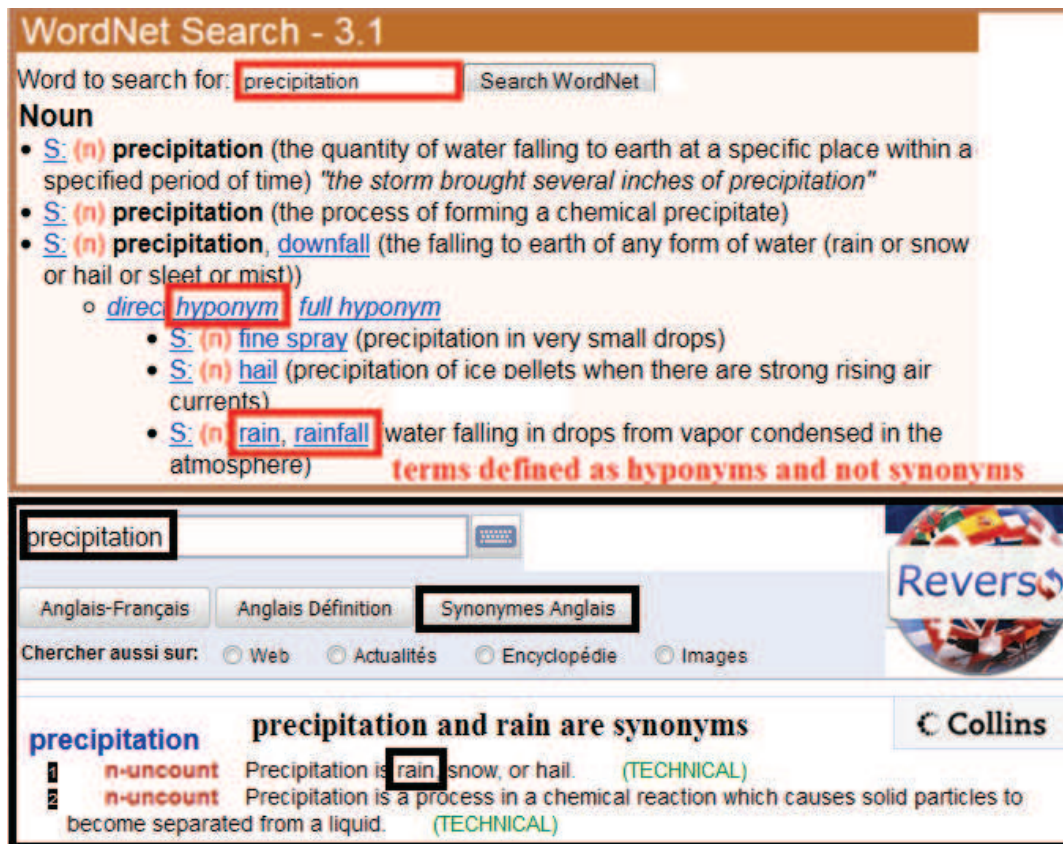 WordNet Search - 3.1
Word to search for: precipitation Search WordNet
Noun
• S: (n) precipitation (the quantity of water falling to earth at a specific place within a
specified period of time) "the storm brought several inches of precipitation"
• S: (n) precipitation (the process of forming a chemical precipitate)
• S: (n) precipitation, downfall (the falling to earth of any form of water (rain or snow
or hail or sleet or mist))
○ direct hyponym full hyponym
• S: (n) fine spray (precipitation in very small drops)
• S: (n) hail (precipitation of ice pellets when there are strong rising air
currents)
• S: (n) rain, rainfall (water falling in drops from vapor condensed in the
atmosphere) terms defined as hyponyms and not synonyms
precipitation
Reverso
Anglais-Français Anglais Définition Synonymes Anglais
Chercher aussi sur: Web Actualités Encyclopédie Images
precipitation and rain are synonyms
Collins
precipitation
1 n-uncount Precipitation is rain, snow, or hail. (TECHNICAL)
2 n-uncount Precipitation is a process in a chemical reaction which causes solid particles to
become separated from a liquid. (TECHNICAL)